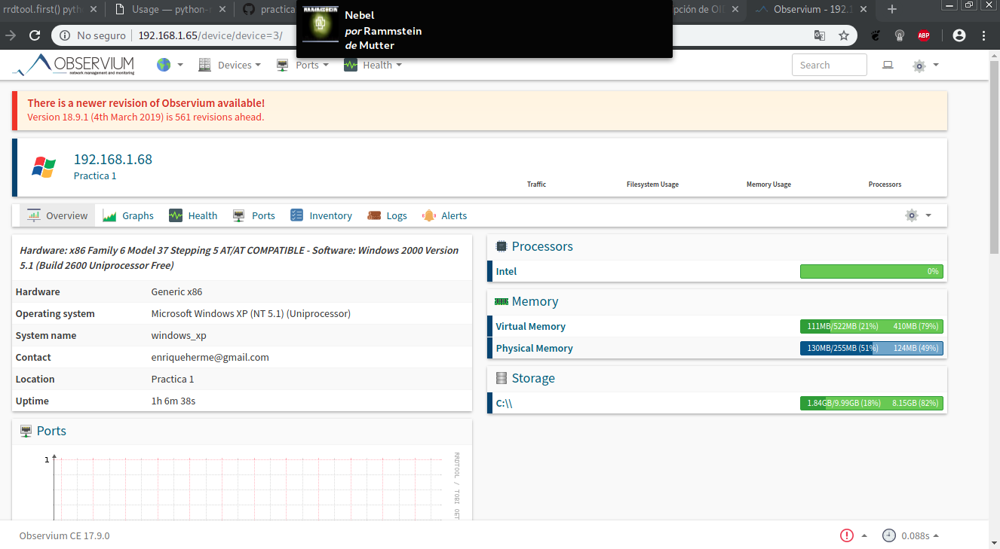 rrdtool.first() pyth
Usage — python-
practica
Nebel
por Rammstein
de Mutter
RAMMSTEIN
pción de OI
Observium - 192.1
No seguro
192.168.1.65/device/device=3/
ABP
OBSERVIUM
network management and monitoring
Devices
Ports
Health
Search
There is a newer revision of Observium available!
Version 18.9.1 (4th March 2019) is 561 revisions ahead.
192.168.1.68
Practica 1
Traffic
Filesystem Usage
Memory Usage
Processors
Overview
Graphs
Health
Ports
Inventory
Logs
Alerts
Hardware: x86 Family 6 Model 37 Stepping 5 AT/AT COMPATIBLE - Software: Windows 2000 Version
5.1 (Build 2600 Uniprocessor Free)
Hardware Generic x86
Operating system Microsoft Windows XP (NT 5.1) (Uniprocessor)
System name windows_xp
Contact enriqueherme@gmail.com
Location Practica 1
Uptime 1h 6m 38s
Ports
1
RRDTOOL / TOBI OET
Processors
Intel 0%
Memory
Virtual Memory 111MB/522MB (21%) 410MB (79%)
Physical Memory 130MB/255MB (51%) 124MB (49%)
Storage
C:\\ 1.84GB/9.99GB (18%) 8.15GB (82%)
Observium CE 17.9.0
0.088s